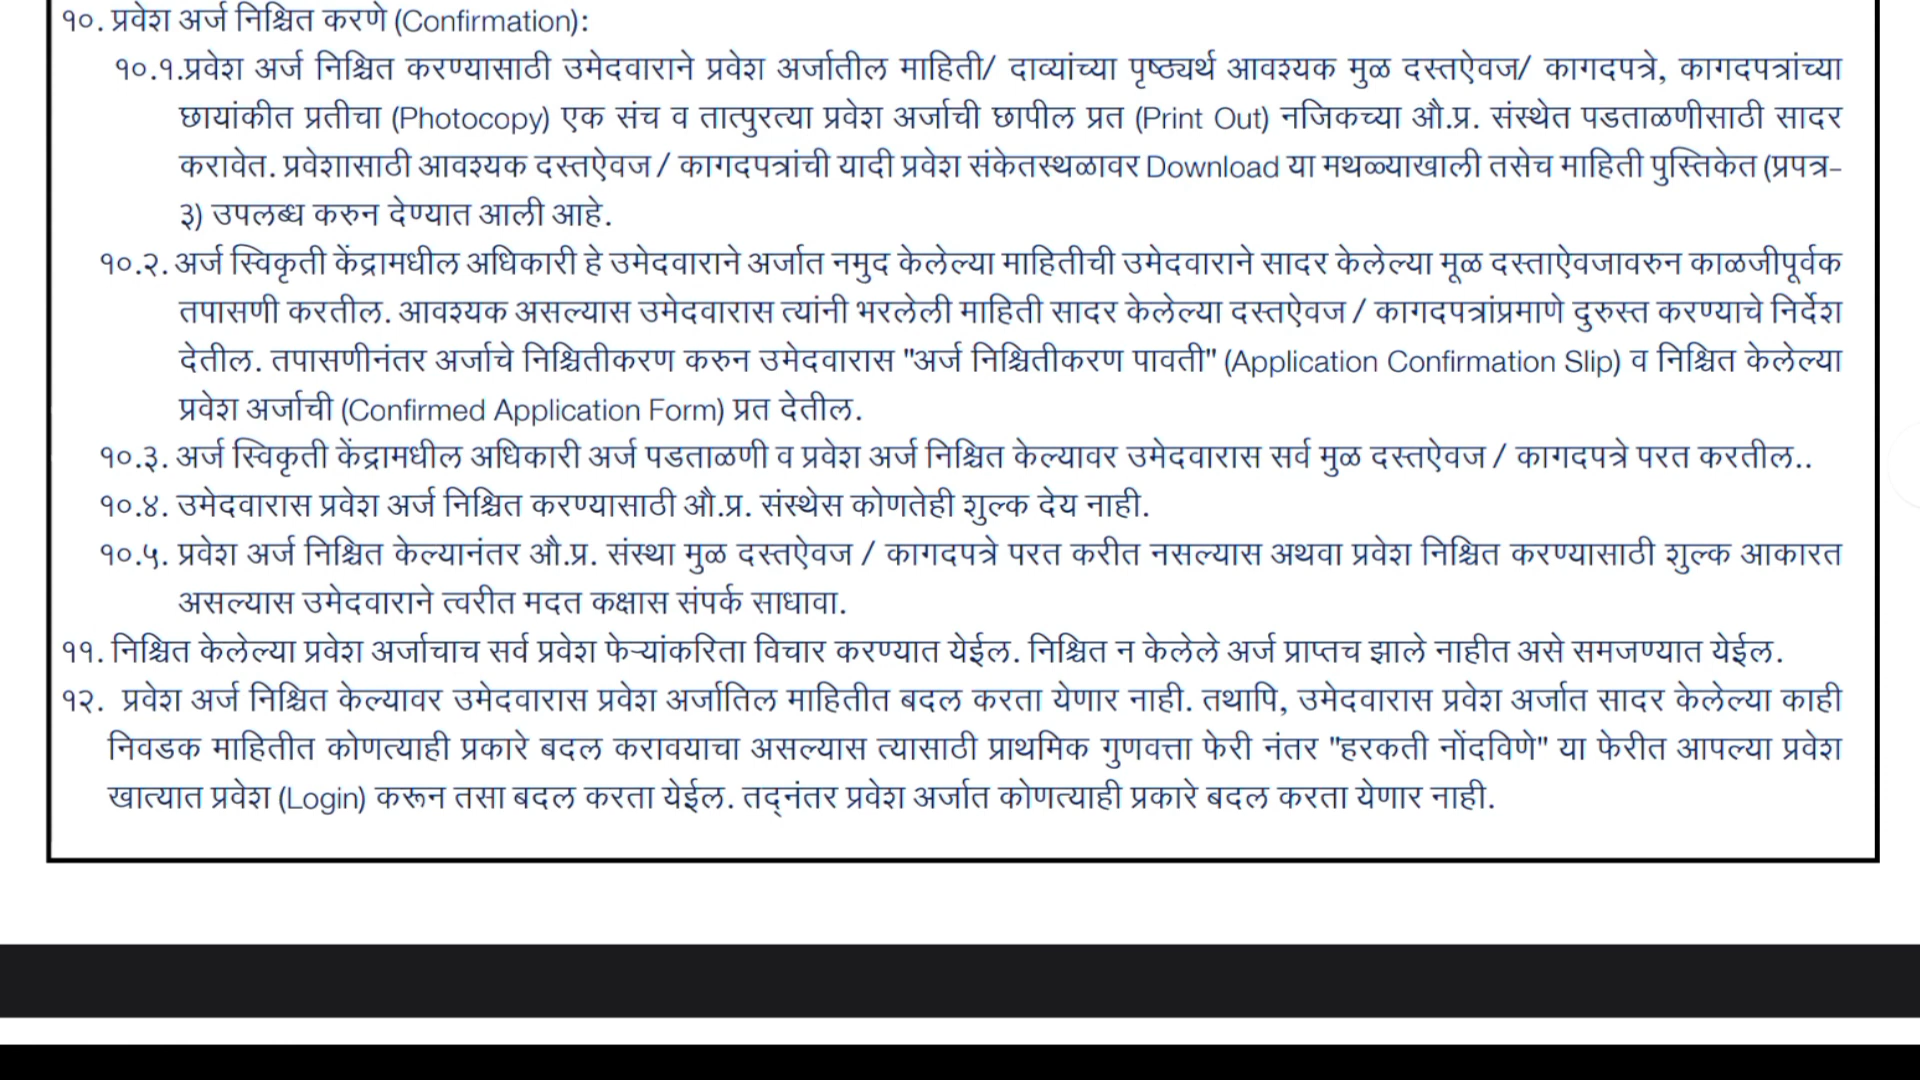 १०. प्रवेश अर्ज निश्चित करणे (Confirmation):
१०.१.प्रवेश अर्ज निश्चित करण्यासाठी उमेदवाराने प्रवेश अर्जातील माहिती/ दाव्यांच्या पृष्ठ्यर्थ आवश्यक मुळ दस्तऐवज/ कागदपत्रे, कागदपत्रांच्या
छायांकीत प्रतीचा (Photocopy) एक संच व तात्पुरत्या प्रवेश अर्जाची छापील प्रत (Print Out) नजिकच्या औ.प्र. संस्थेत पडताळणीसाठी सादर
करावेत. प्रवेशासाठी आवश्यक दस्तऐवज / कागदपत्रांची यादी प्रवेश संकेतस्थळावर Download या मथळ्याखाली तसेच माहिती पुस्तिकेत (प्रपत्र-
३) उपलब्ध करुन देण्यात आली आहे.
१०.२. अर्ज स्विकृती केंद्रामधील अधिकारी हे उमेदवाराने अर्जात नमुद केलेल्या माहितीची उमेदवाराने सादर केलेल्या मूळ दस्ताऐवजावरुन काळजीपूर्वक
तपासणी करतील. आवश्यक असल्यास उमेदवारास त्यांनी भरलेली माहिती सादर केलेल्या दस्तऐवज / कागदपत्रांप्रमाणे दुरुस्त करण्याचे निर्देश
देतील. तपासणीनंतर अर्जाचे निश्चितीकरण करुन उमेदवारास "अर्ज निश्चितीकरण पावती" (Application Confirmation Slip) व निश्चित केलेल्या
प्रवेश अर्जाची (Confirmed Application Form) प्रत देतील.
१०.३. अर्ज स्विकृती केंद्रामधील अधिकारी अर्ज पडताळणी व प्रवेश अर्ज निश्चित केल्यावर उमेदवारास सर्व मुळ दस्तऐवज / कागदपत्रे परत करतील..
१०.४. उमेदवारास प्रवेश अर्ज निश्चित करण्यासाठी औ.प्र. संस्थेस कोणतेही शुल्क देय नाही.
१०.५. प्रवेश अर्ज निश्चित केल्यानंतर औ.प्र. संस्था मुळ दस्तऐवज / कागदपत्रे परत करीत नसल्यास अथवा प्रवेश निश्चित करण्यासाठी शुल्क आकारत
असल्यास उमेदवाराने त्वरीत मदत कक्षास संपर्क साधावा.
११. निश्चित केलेल्या प्रवेश अर्जाचाच सर्व प्रवेश फेऱ्यांकरिता विचार करण्यात येईल. निश्चित न केलेले अर्ज प्राप्तच झाले नाहीत असे समजण्यात येईल.
१२. प्रवेश अर्ज निश्चित केल्यावर उमेदवारास प्रवेश अर्जातिल माहितीत बदल करता येणार नाही. तथापि, उमेदवारास प्रवेश अर्जात सादर केलेल्या काही
निवडक माहितीत कोणत्याही प्रकारे बदल करावयाचा असल्यास त्यासाठी प्राथमिक गुणवत्ता फेरी नंतर "हरकती नोंदविणे" या फेरीत आपल्या प्रवेश
खात्यात प्रवेश (Login) करून तसा बदल करता येईल. तद्नंतर प्रवेश अर्जात कोणत्याही प्रकारे बदल करता येणार नाही.